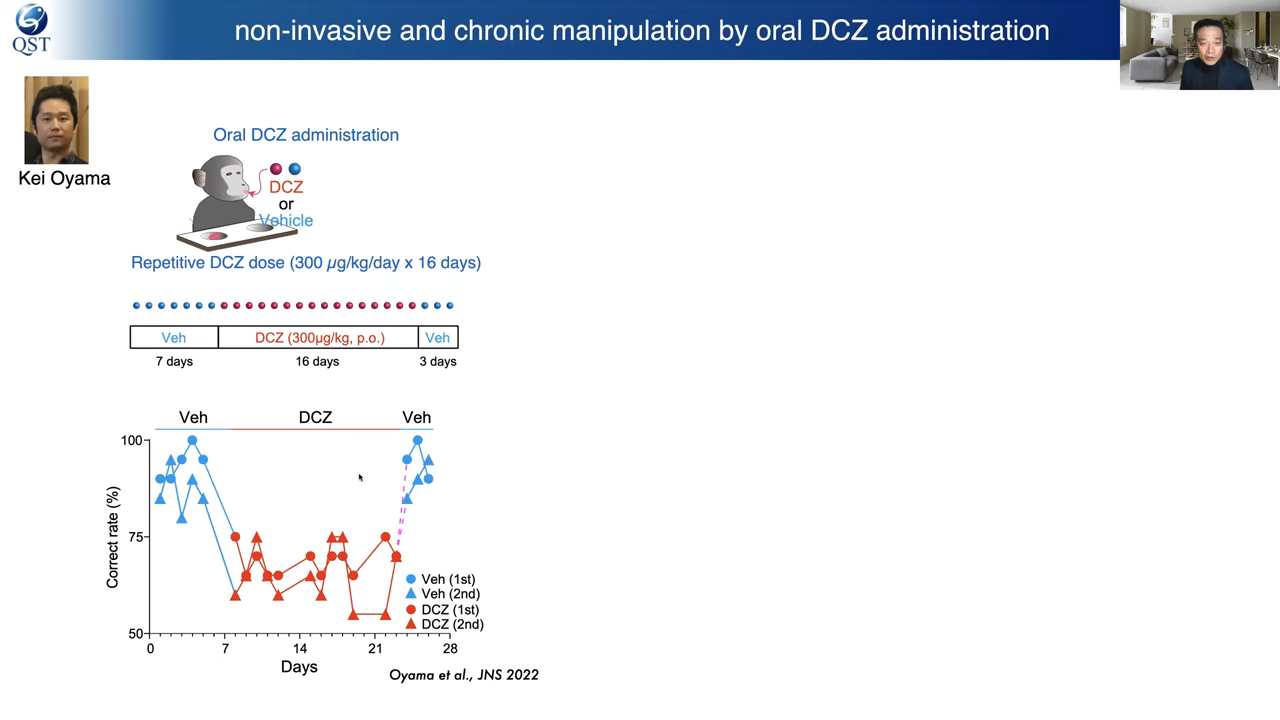 non-invasive and chronic manipulation by oral DCZ administration
QST
Kei Oyama
Oral DCZ administration
DCZ
or
Vehicle
Repetitive DCZ dose (300 µg/kg/day x 16 days)
Veh
DCZ (300µg/kg, p.o.)
Veh
7 days
16 days
3 days
Veh
DCZ
Veh
100
75
50
Correct rate (%)
Veh (1st)
Veh (2nd)
DCZ (1st)
DCZ (2nd)
0
7
14
21
28
Days
Oyama et al., JNS 2022